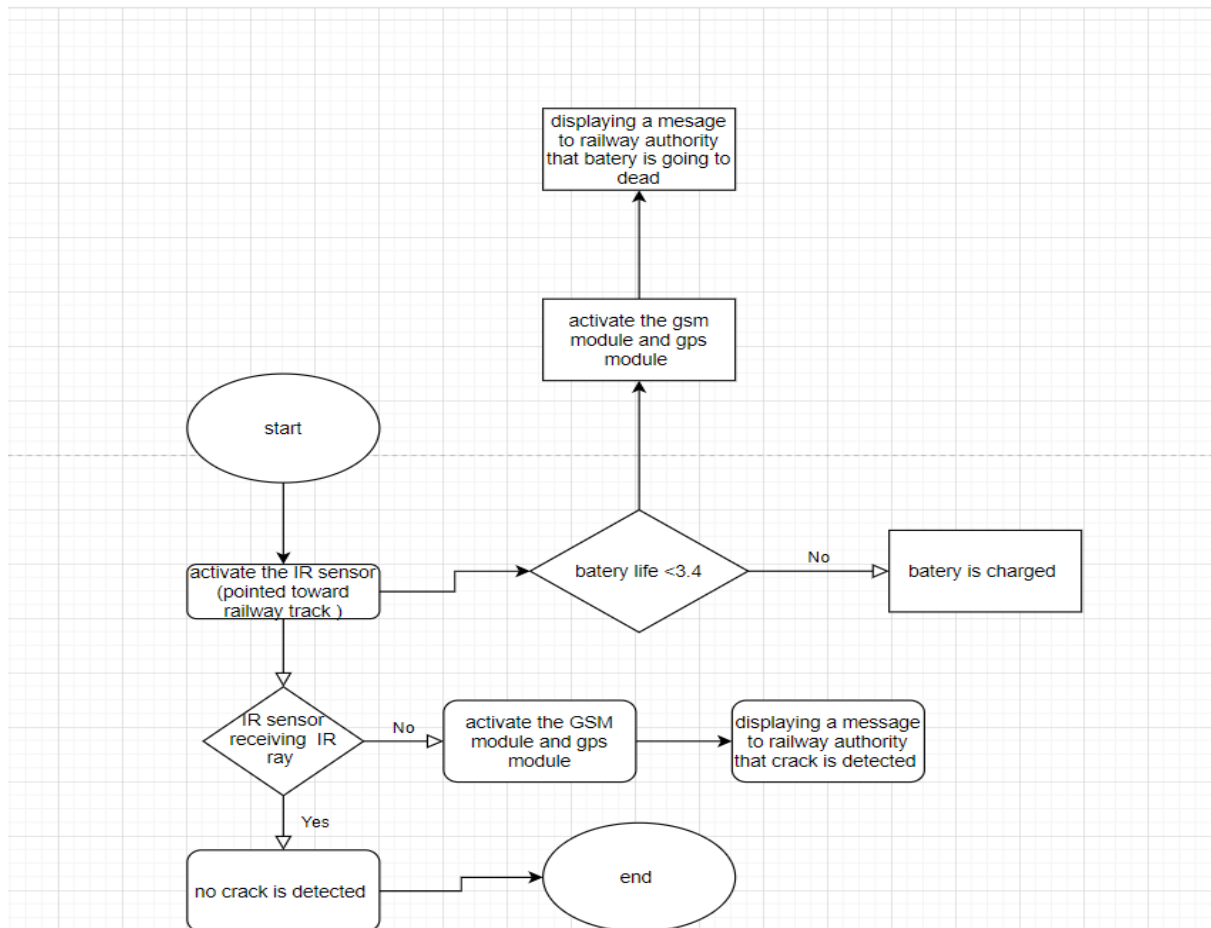 displaying a mesage
to railway authority
that batery is going to
dead
activate the gsm
module and gps
module
start
activate the IR sensor
(pointed toward
railway track )
batery life <3.4
No
batery is charged
IR sensor
receiving IR
ray
No
activate the GSM
module and gps
module
displaying a message
to railway authority
that crack is detected
Yes
no crack is detected
end